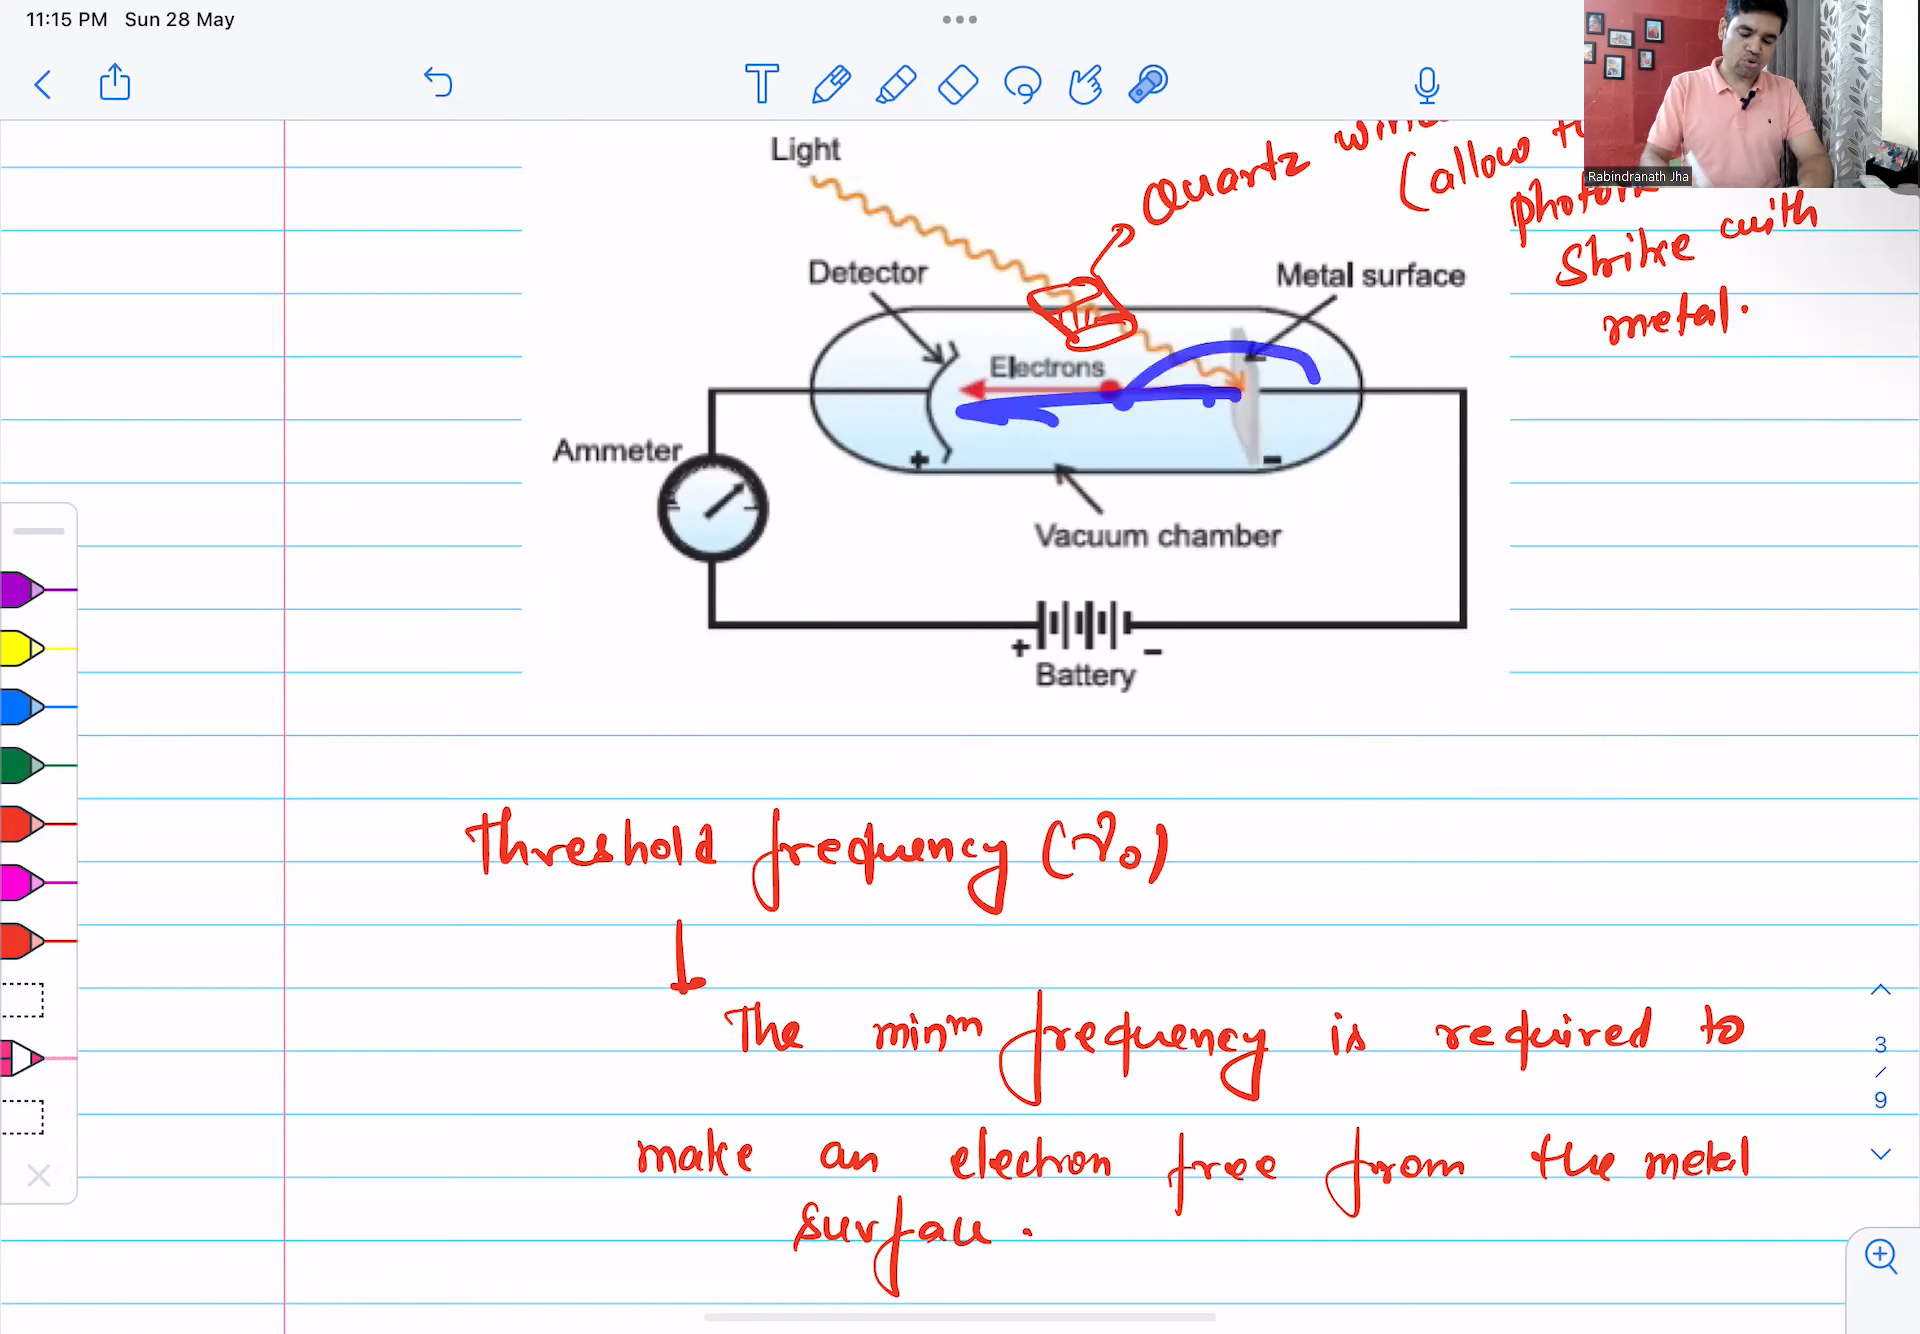 11:15 PM Sun 28 May
Light
Quartz
(allow
photon
Strike with
metal.
Rabindranath Jha
Detector
Metal surface
Electrons
Ammeter
+
-
Vacuum chamber
+
-
Battery
Threshold frequency (ν₀)
The minᵐ frequency is required to
make an electron free from the metal
surface.
3
/
9